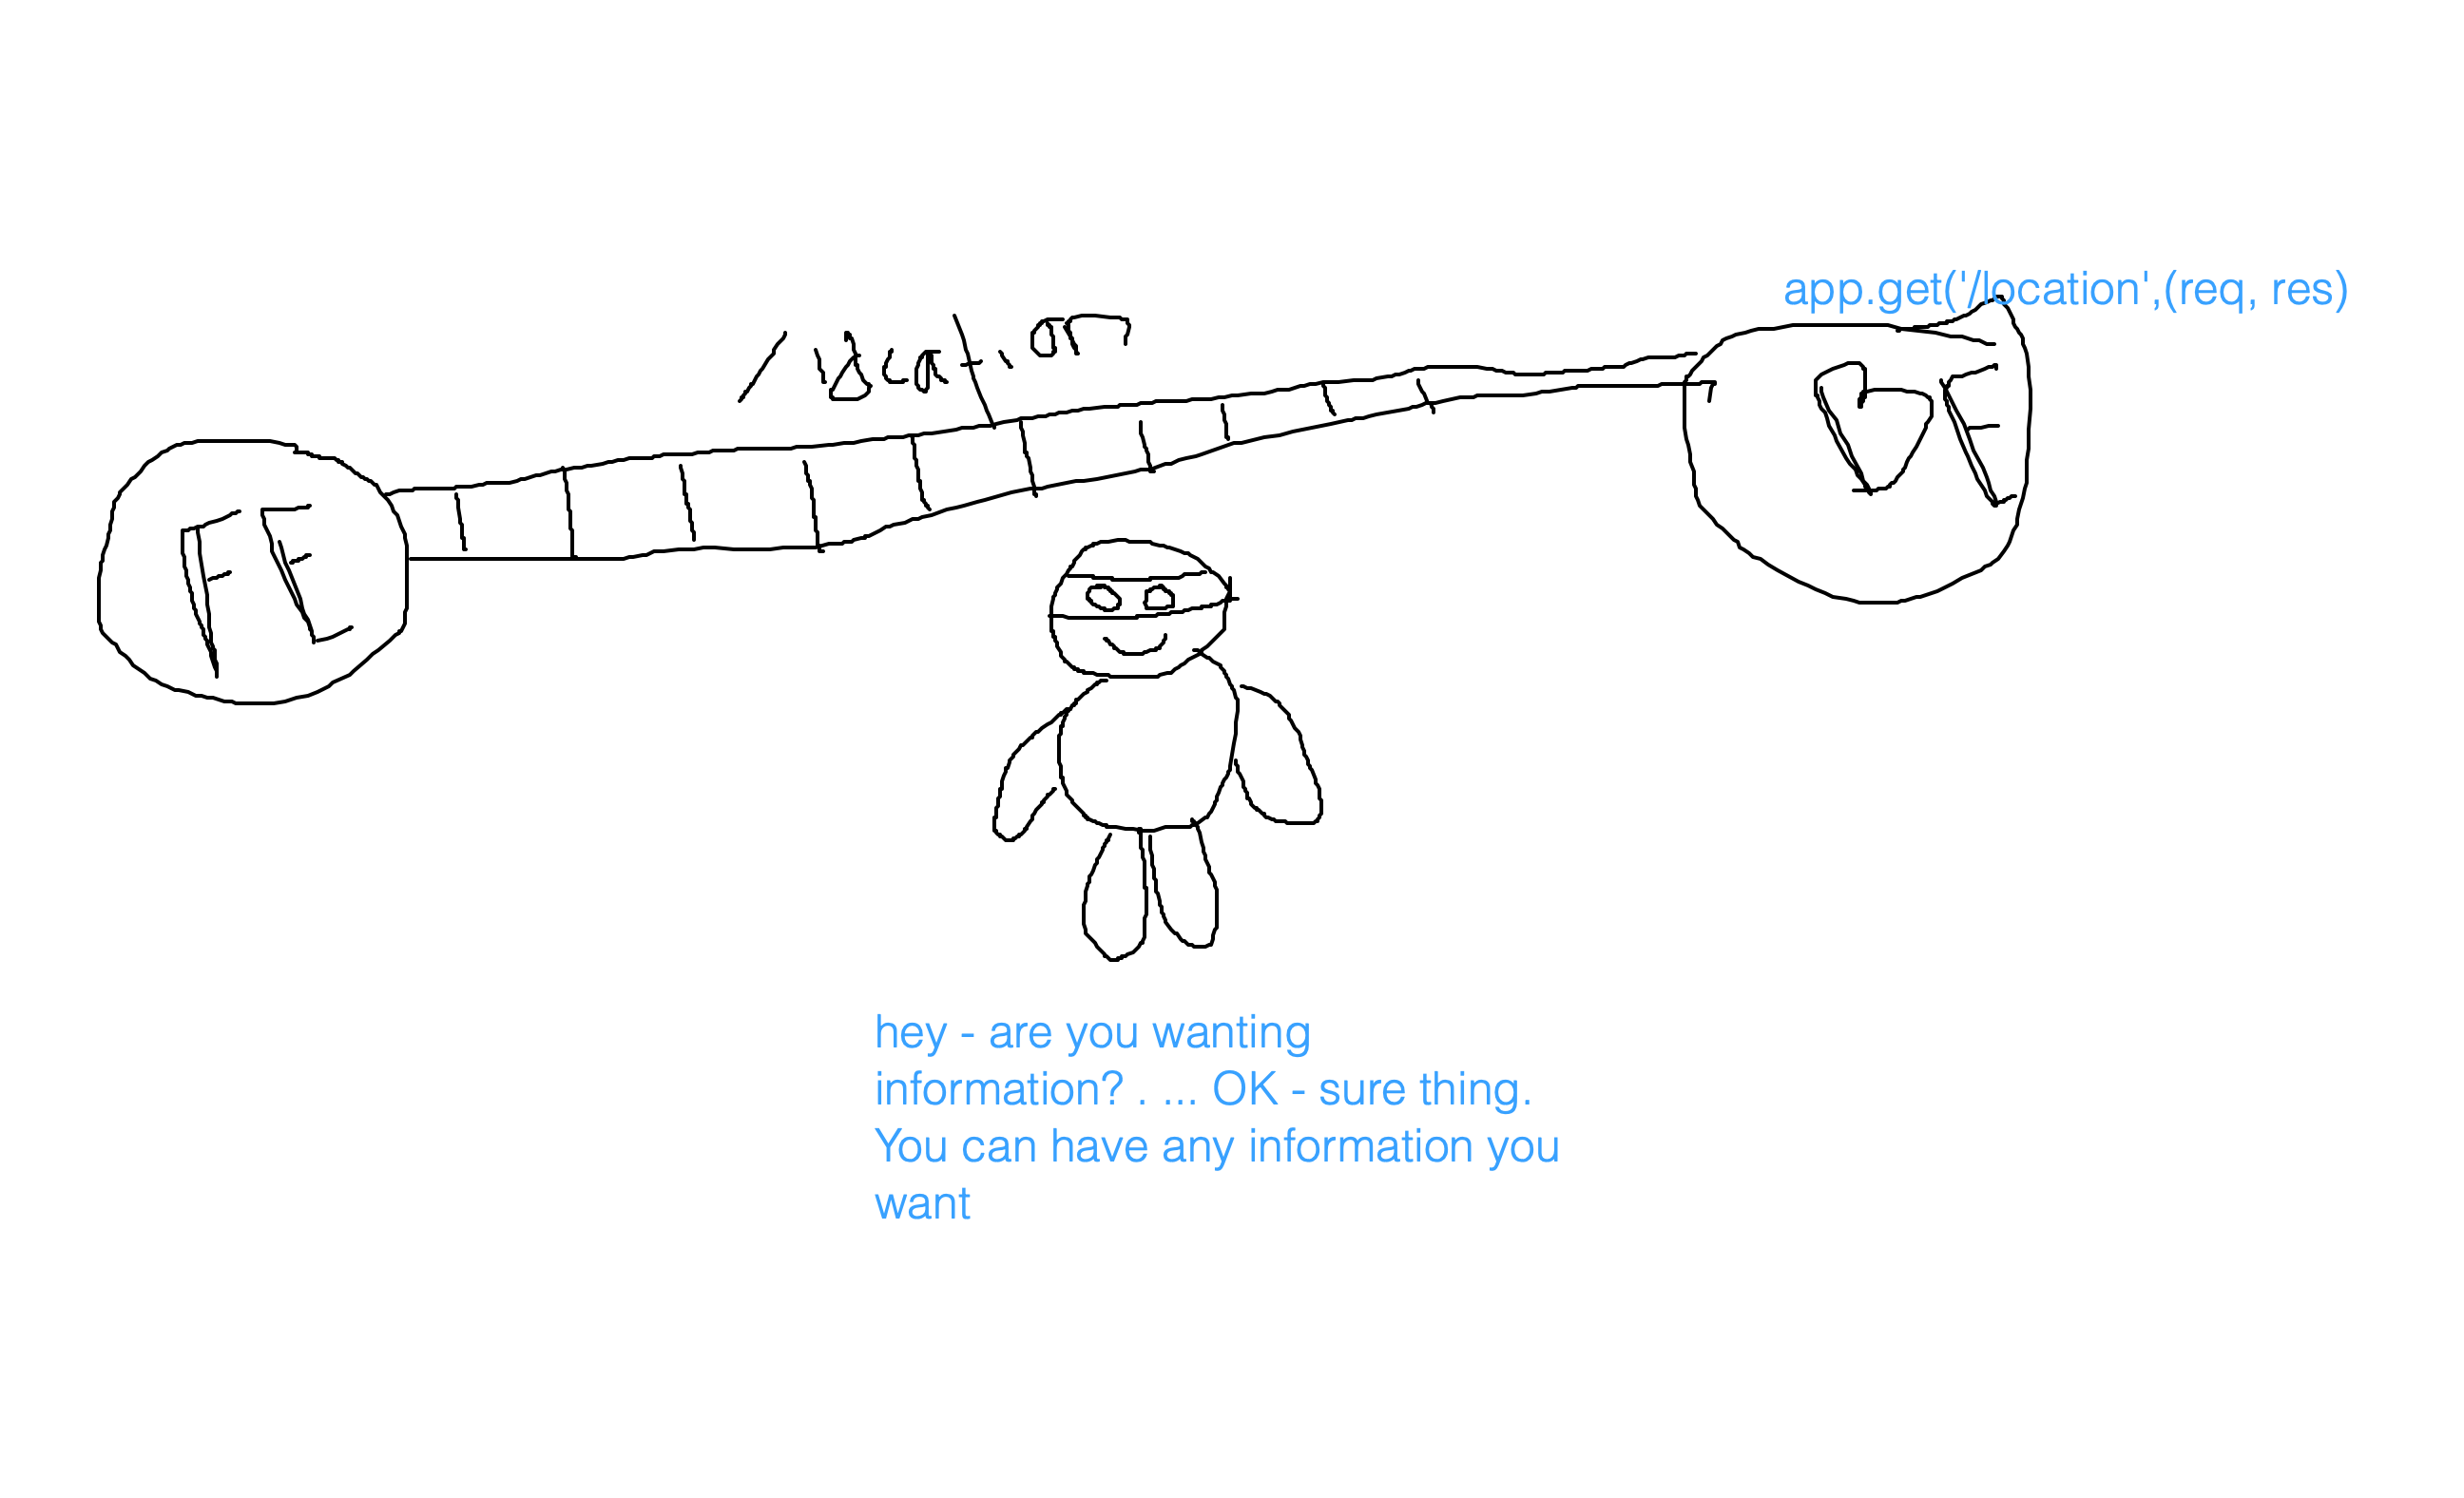 app.get('/location',(req, res)
/location
FE
BE
hey - are you wanting
information? . ... OK - sure thing.
You can have any information you
want